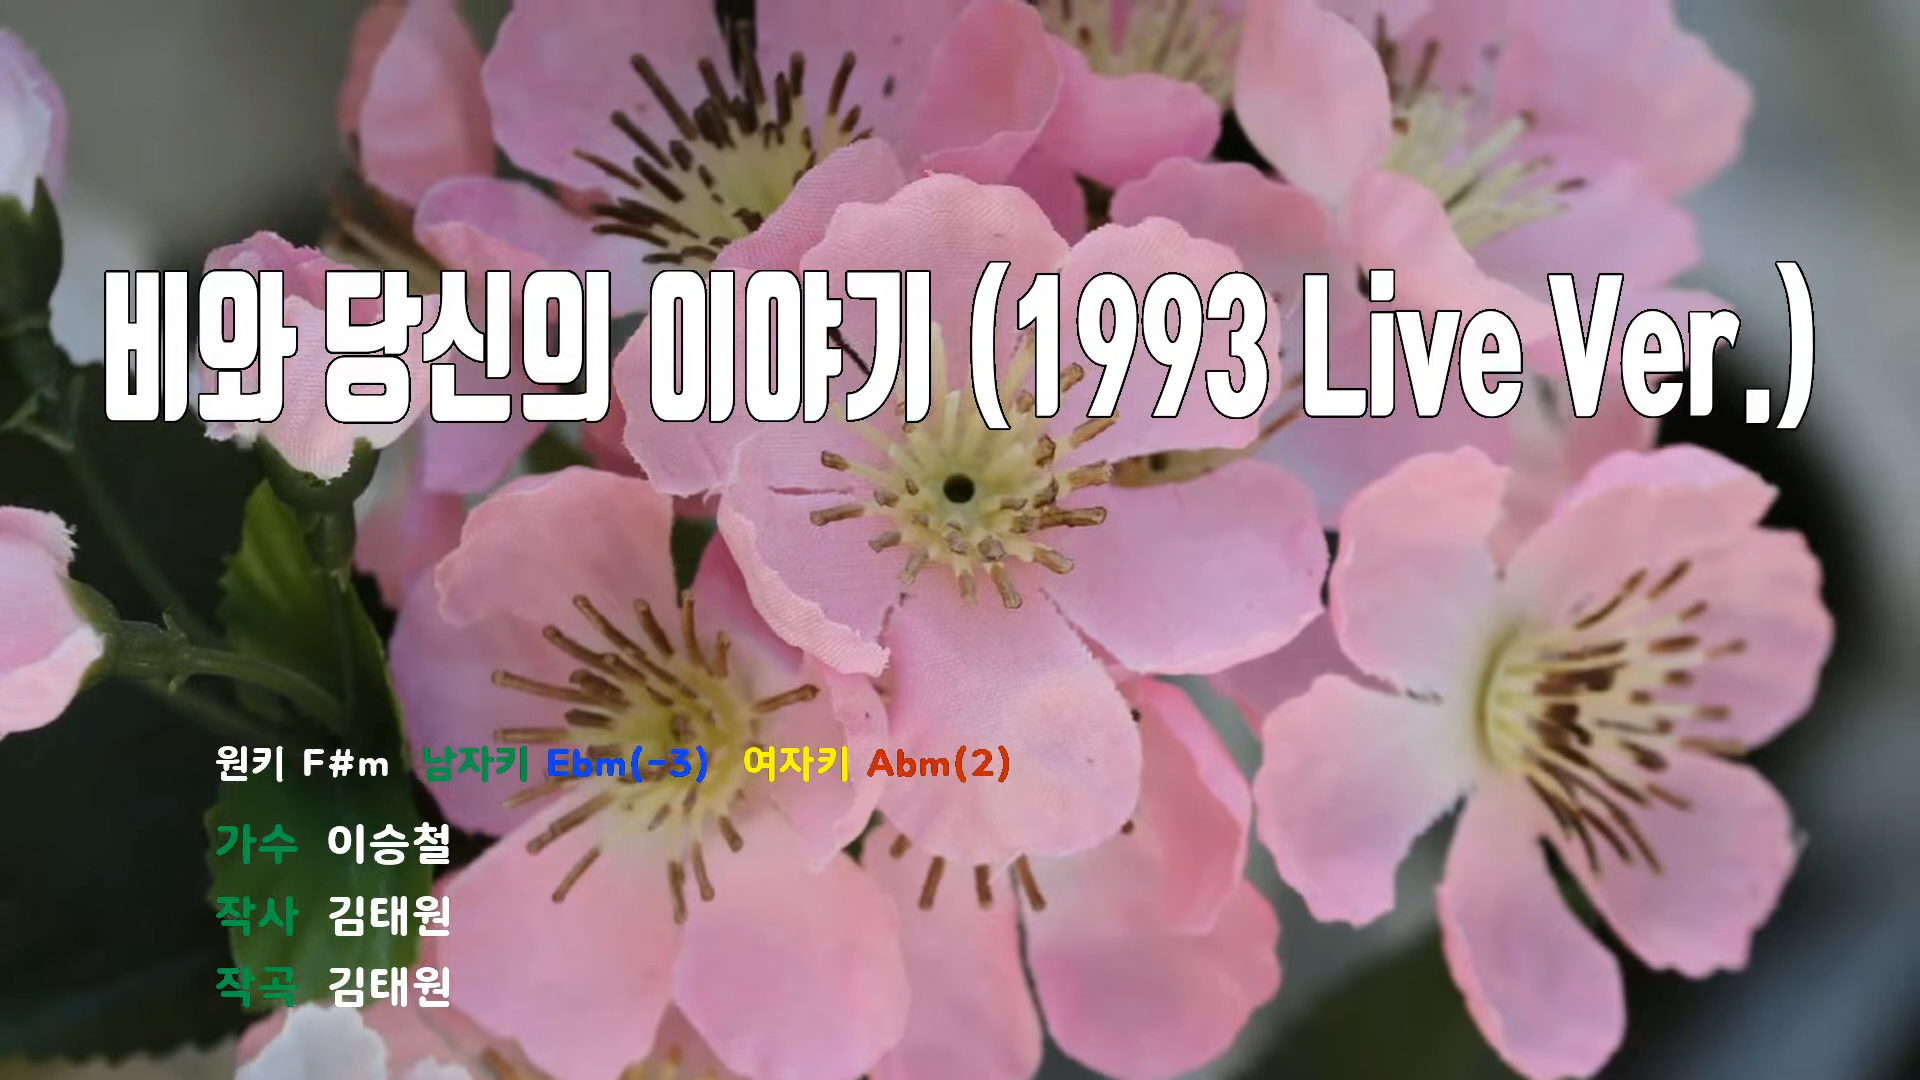 비와 당신의 이야기 (1993 Live Ver.)
원키 F#m 남자키 Ebm(-3) 여자키 Abm(2)
가수 이승철
작사 김태원
작곡 김태원